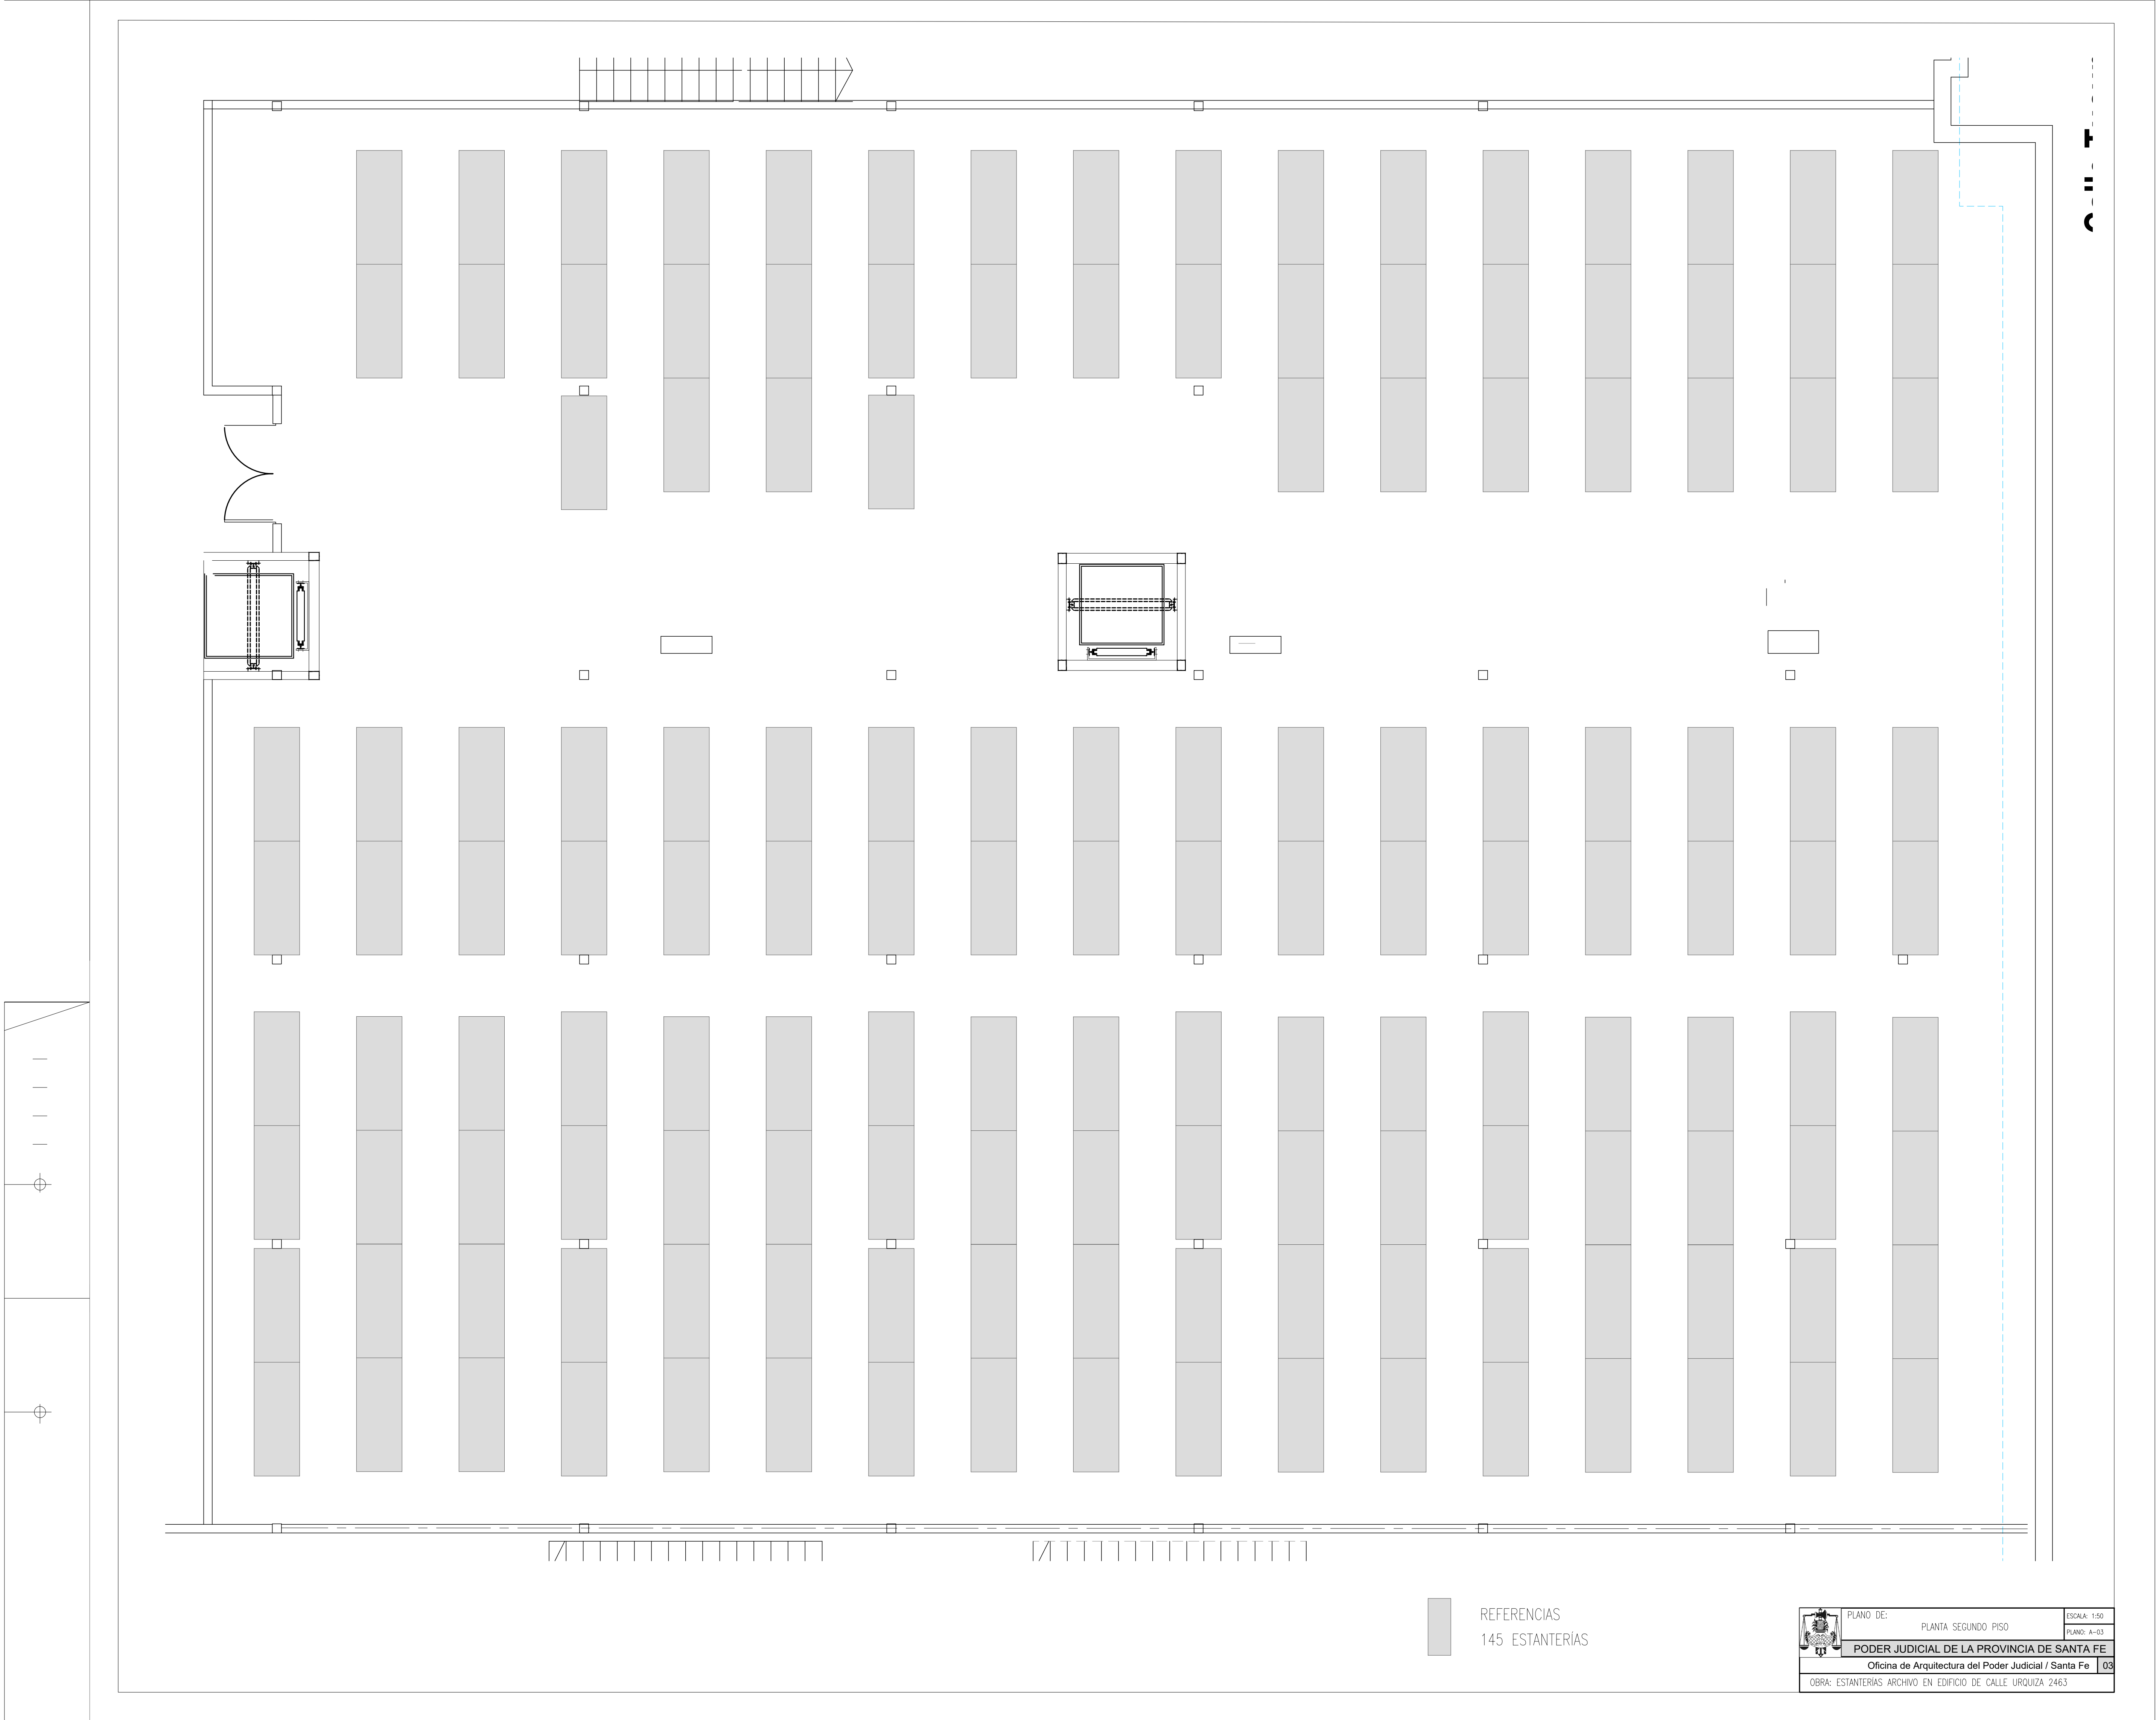 REFERENCIAS
145 ESTANTERÍAS
PLANO DE:
PLANTA SEGUNDO PISO
ESCALA: 1:50
PLANO: A-03
PODER JUDICIAL DE LA PROVINCIA DE SANTA FE
Oficina de Arquitectura del Poder Judicial / Santa Fe 03
OBRA: ESTANTERÍAS ARCHIVO EN EDIFICIO DE CALLE URQUIZA 2463